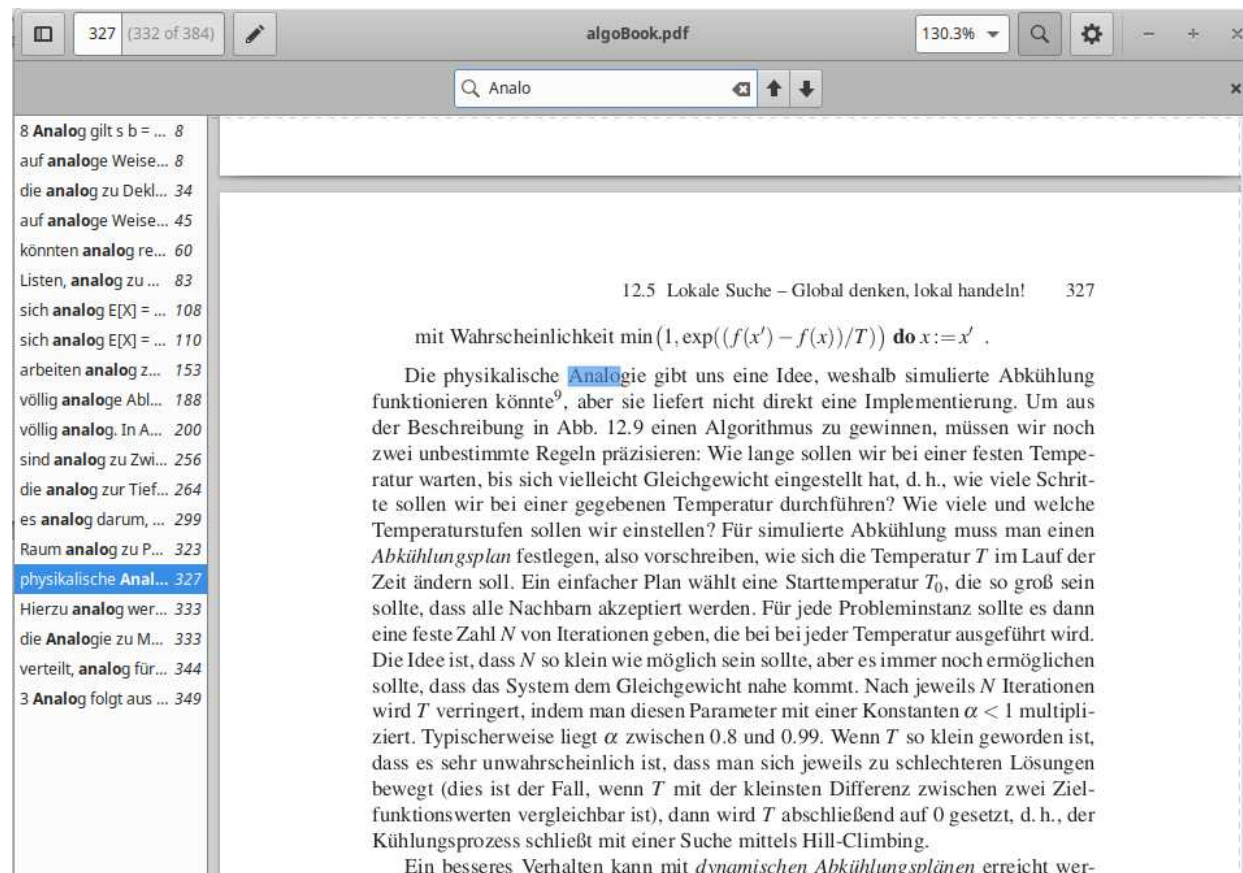 327 (332 of 384) algoBook.pdf 130.3%
Analo
8 Analog gilt s b = ... 8
auf analoge Weise... 8
die analog zu Dekl... 34
auf analoge Weise... 45
könnten analog re... 60
Listen, analog zu ... 83
sich analog E[X] = ... 108
sich analog E[X] = ... 110
arbeiten analog z... 153
völlig analoge Abl... 188
völlig analog. In A... 200
sind analog zu Zwi... 256
die analog zur Tief... 264
es analog darum, ... 299
Raum analog zu P... 323
physikalische Anal... 327
Hierzu analog wer... 333
die Analogie zu M... 333
verteilt, analog für... 344
3 Analog folgt aus ... 349
12.5 Lokale Suche – Global denken, lokal handeln! 327
mit Wahrscheinlichkeit min(1, exp((f(x′) − f(x))/T)) do x := x′ .
Die physikalische Analogie gibt uns eine Idee, weshalb simulierte Abkühlung
funktionieren könnte⁹, aber sie liefert nicht direkt eine Implementierung. Um aus
der Beschreibung in Abb. 12.9 einen Algorithmus zu gewinnen, müssen wir noch
zwei unbestimmte Regeln präzisieren: Wie lange sollen wir bei einer festen Tempe-
ratur warten, bis sich vielleicht Gleichgewicht eingestellt hat, d. h., wie viele Schrit-
te sollen wir bei einer gegebenen Temperatur durchführen? Wie viele und welche
Temperaturstufen sollen wir einstellen? Für simulierte Abkühlung muss man einen
Abkühlungsplan festlegen, also vorschreiben, wie sich die Temperatur T im Lauf der
Zeit ändern soll. Ein einfacher Plan wählt eine Starttemperatur T₀, die so groß sein
sollte, dass alle Nachbarn akzeptiert werden. Für jede Probleminstanz sollte es dann
eine feste Zahl N von Iterationen geben, die bei bei jeder Temperatur ausgeführt wird.
Die Idee ist, dass N so klein wie möglich sein sollte, aber es immer noch ermöglichen
sollte, dass das System dem Gleichgewicht nahe kommt. Nach jeweils N Iterationen
wird T verringert, indem man diesen Parameter mit einer Konstanten α < 1 multipli-
ziert. Typischerweise liegt α zwischen 0.8 und 0.99. Wenn T so klein geworden ist,
dass es sehr unwahrscheinlich ist, dass man sich jeweils zu schlechteren Lösungen
bewegt (dies ist der Fall, wenn T mit der kleinsten Differenz zwischen zwei Ziel-
funktionswerten vergleichbar ist), dann wird T abschließend auf 0 gesetzt, d. h., der
Kühlungsprozess schließt mit einer Suche mittels Hill-Climbing.
Ein besseres Verhalten kann mit dynamischen Abkühlungsplänen erreicht wer-